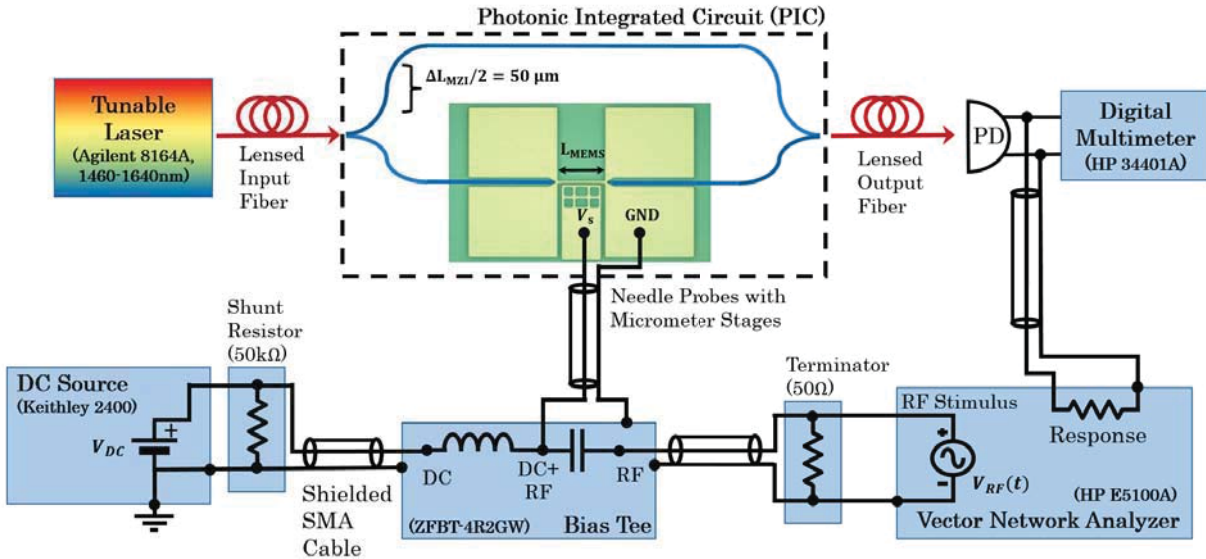 Photonic Integrated Circuit (PIC)
ΔL_MZI/2 = 50 μm
Tunable
Laser
(Agilent 8164A,
1460-1640nm)
Lensed
Input
Fiber
L_MEMS
V_s
GND
Lensed
Output
Fiber
PD
Digital
Multimeter
(HP 34401A)
Needle Probes with
Micrometer Stages
Shunt
Resistor
(50kΩ)
Terminator
(50Ω)
DC Source
(Keithley 2400)
V_DC
+
Shielded
SMA
Cable
DC
DC+
RF
RF
(ZFBT-4R2GW)
Bias Tee
RF Stimulus
+
-
V_RF(t)
Response
(HP E5100A)
Vector Network Analyzer